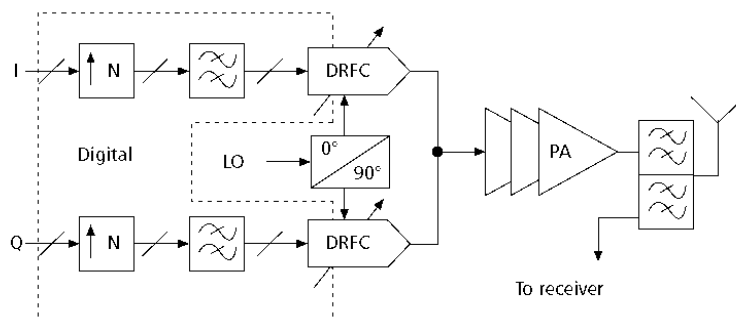 I
N
DRFC
Digital
LO
0°
90°
PA
Q
N
DRFC
To receiver